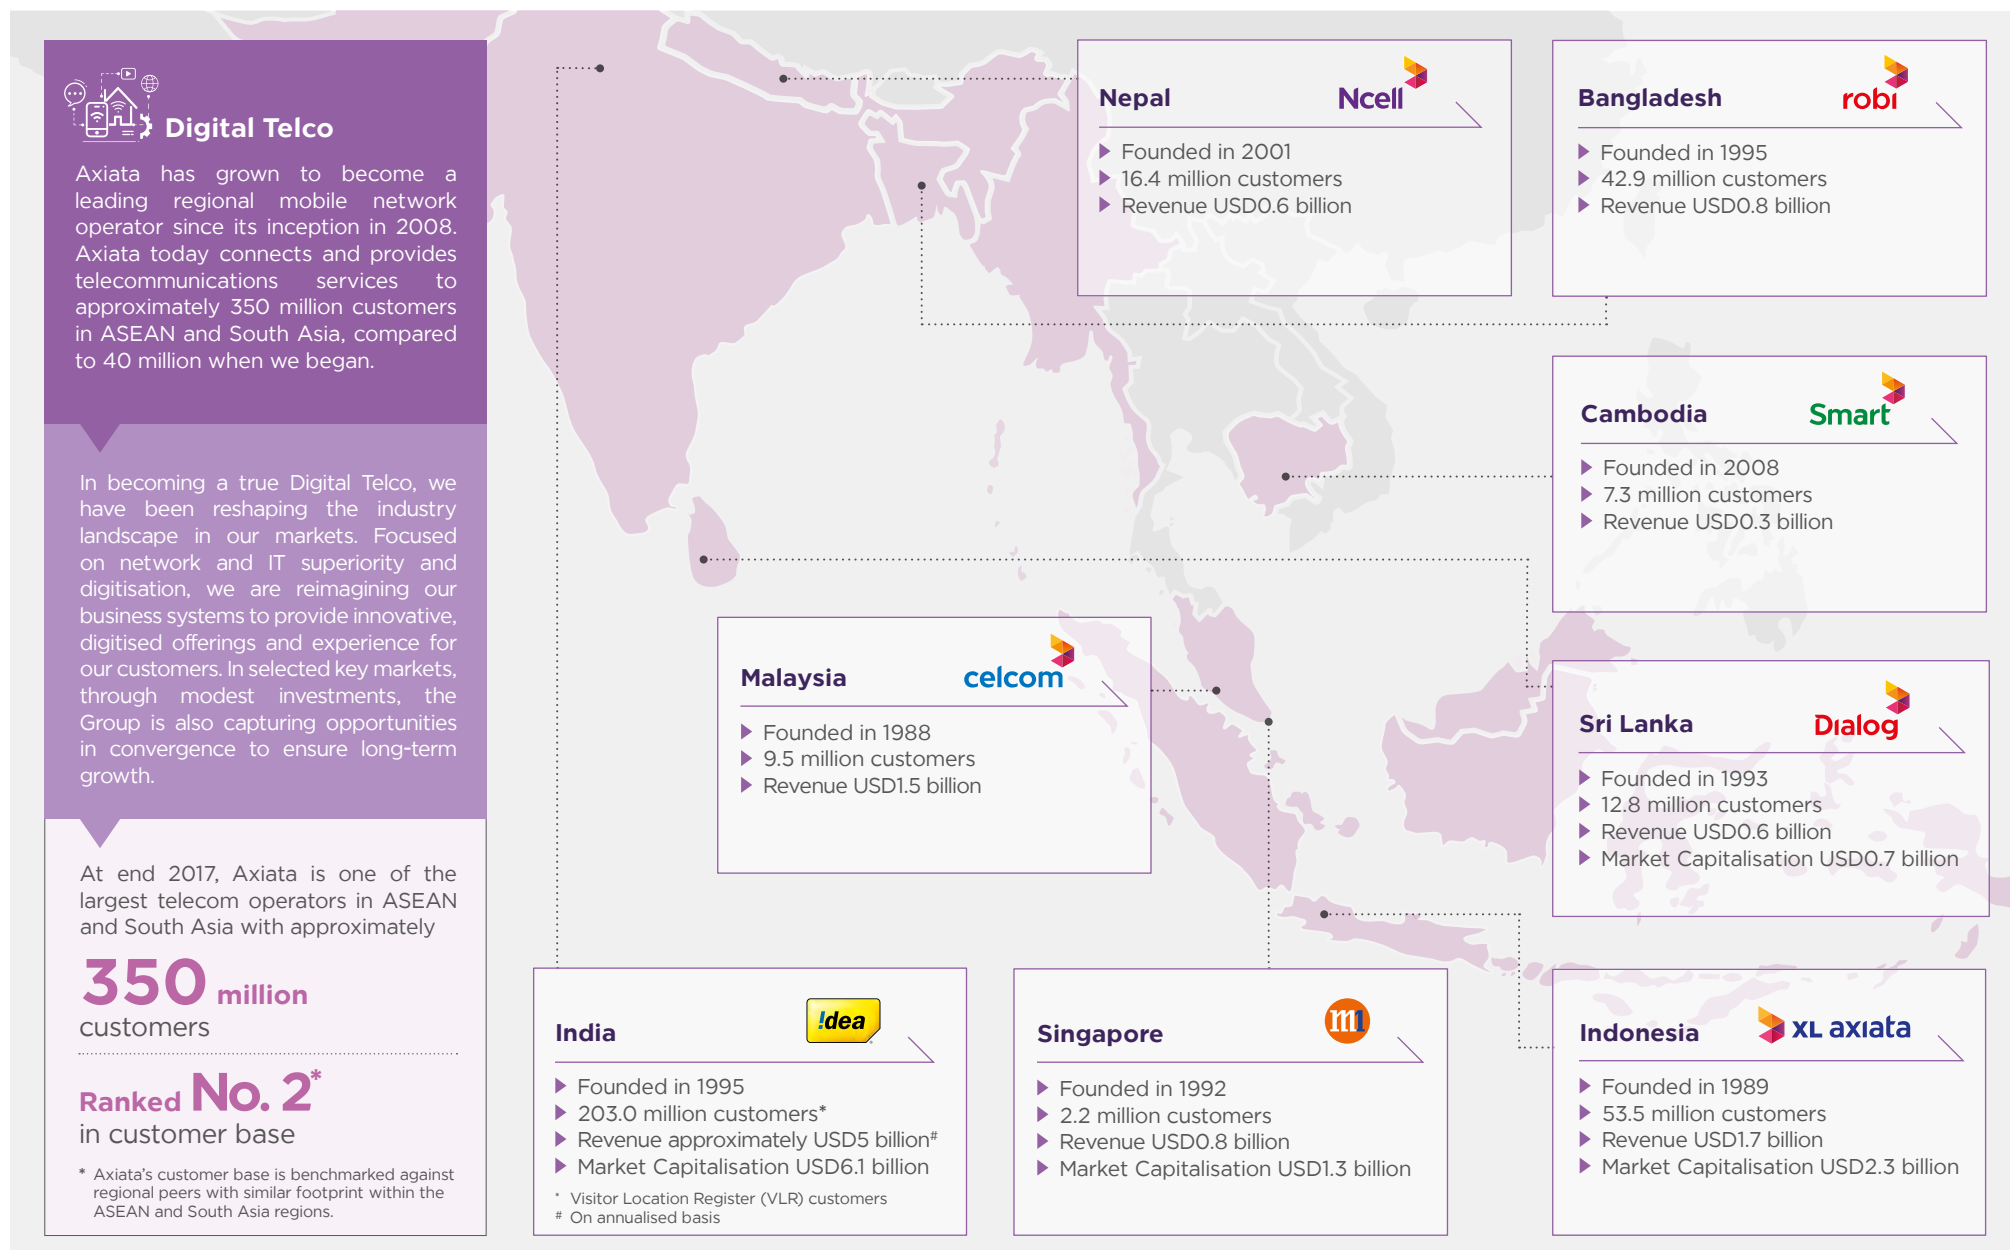 Digital Telco
Axiata has grown to become a
leading regional mobile network
operator since its inception in 2008.
Axiata today connects and provides
telecommunications services to
approximately 350 million customers
in ASEAN and South Asia, compared
to 40 million when we began.
In becoming a true Digital Telco, we
have been reshaping the industry
landscape in our markets. Focused
on network and IT superiority and
digitisation, we are reimagining our
business systems to provide innovative,
digitised offerings and experience for
our customers. In selected key markets,
through modest investments, the
Group is also capturing opportunities
in convergence to ensure long-term
growth.
At end 2017, Axiata is one of the
largest telecom operators in ASEAN
and South Asia with approximately
350 million
customers
Ranked No. 2*
in customer base
* Axiata's customer base is benchmarked against
regional peers with similar footprint within the
ASEAN and South Asia regions.
Nepal
Ncell
Founded in 2001
16.4 million customers
Revenue USD0.6 billion
Bangladesh
robi
Founded in 1995
42.9 million customers
Revenue USD0.8 billion
Cambodia
Smart
Founded in 2008
7.3 million customers
Revenue USD0.3 billion
Malaysia
celcom
Founded in 1988
9.5 million customers
Revenue USD1.5 billion
Sri Lanka
Dialog
Founded in 1993
12.8 million customers
Revenue USD0.6 billion
Market Capitalisation USD0.7 billion
India
!dea
Founded in 1995
203.0 million customers*
Revenue approximately USD5 billion#
Market Capitalisation USD6.1 billion
* Visitor Location Register (VLR) customers
# On annualised basis
Singapore
m1
Founded in 1992
2.2 million customers
Revenue USD0.8 billion
Market Capitalisation USD1.3 billion
Indonesia
XL axiata
Founded in 1989
53.5 million customers
Revenue USD1.7 billion
Market Capitalisation USD2.3 billion